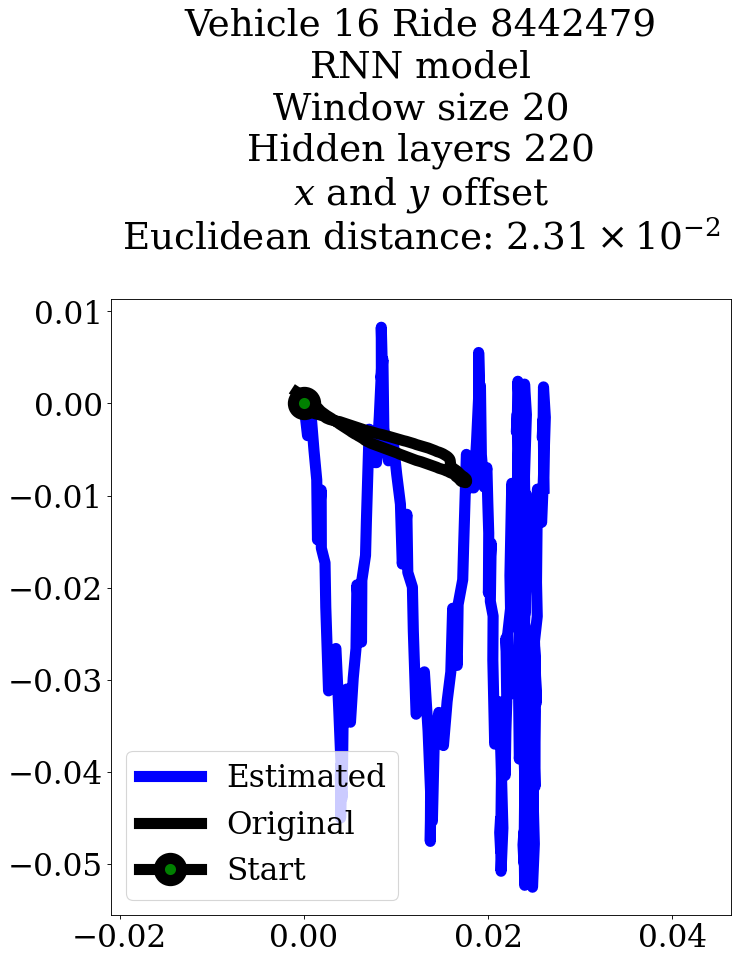 Vehicle 16 Ride 8442479
RNN model
Window size 20
Hidden layers 220
x and y offset
Euclidean distance: 2.31 × 10⁻²
0.01
0.00
−0.01
−0.02
−0.03
−0.04
−0.05
Estimated
Original
Start
−0.02 0.00 0.02 0.04